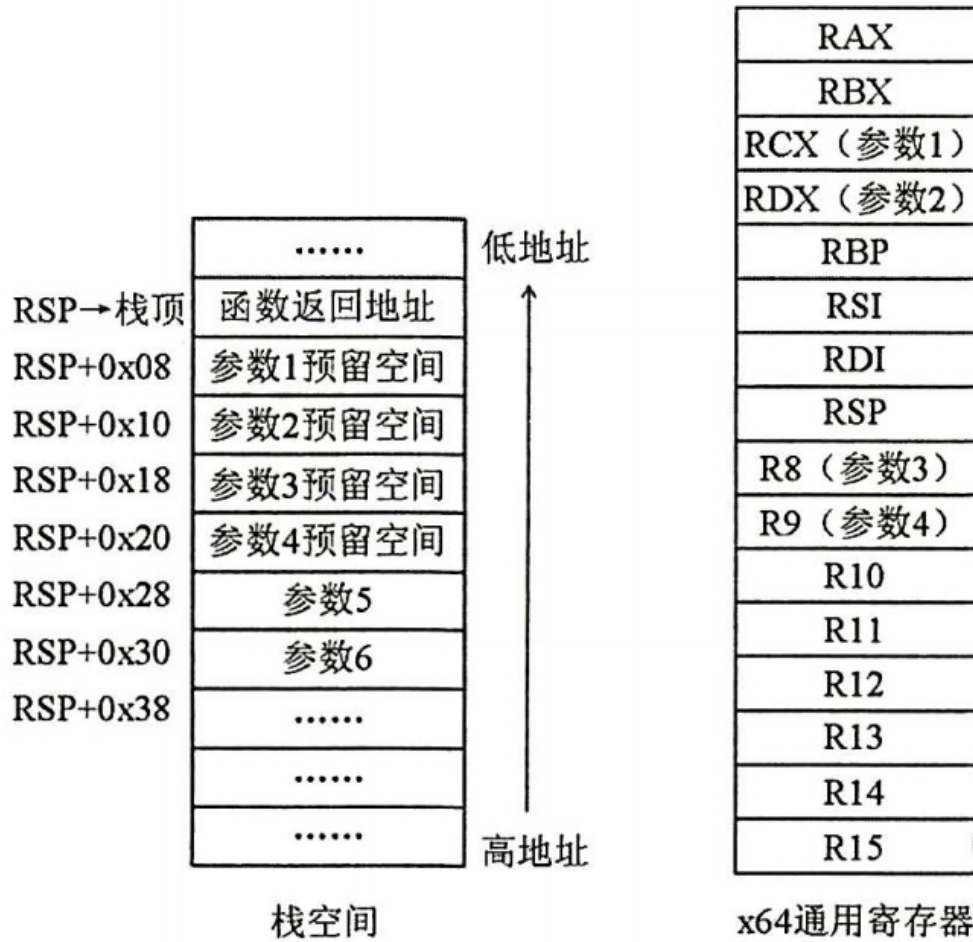 RAX
RBX
RCX（参数1）
RDX（参数2）
RBP
RSI
RDI
RSP
R8（参数3）
R9（参数4）
R10
R11
R12
R13
R14
R15
x64通用寄存器
…… 低地址
RSP→栈顶 函数返回地址
RSP+0x08 参数1预留空间
RSP+0x10 参数2预留空间
RSP+0x18 参数3预留空间
RSP+0x20 参数4预留空间
RSP+0x28 参数5
RSP+0x30 参数6
RSP+0x38 ……
……
…… 高地址
栈空间